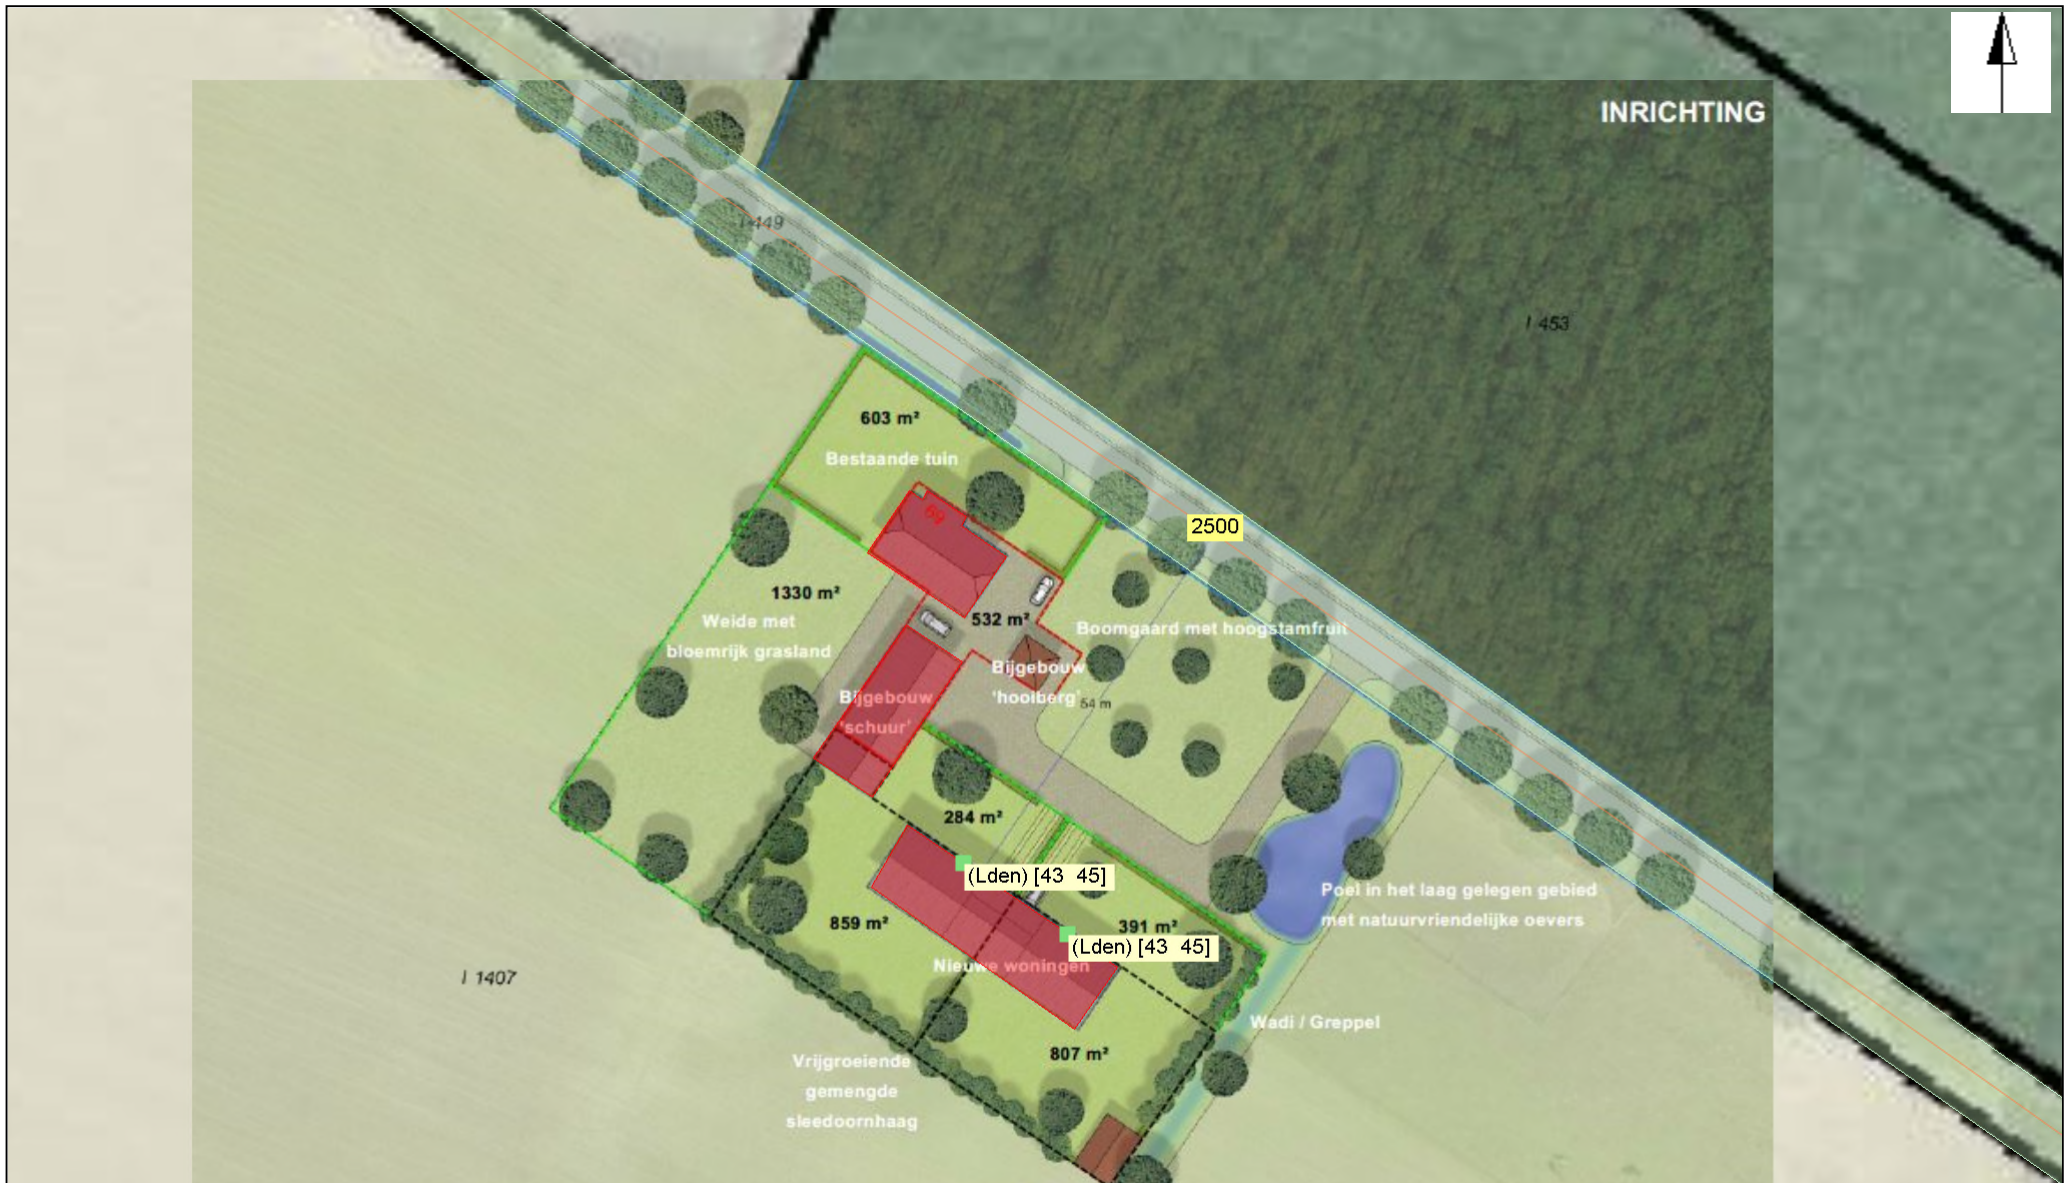 INRICHTING
I 449
I 453
603 m²
Bestaande tuin
69
2500
1330 m²
Weide met
bloemrijk grasland
532 m²
Boomgaard met hoogstamfruit
Bijgebouw
'hooiberg'
54 m
Bijgebouw
'schuur'
284 m²
(Lden) [43 45]
859 m²
391 m²
(Lden) [43 45]
Nieuwe woningen
Poel in het laag gelegen gebied
met natuurvriendelijke oevers
I 1407
Wadi / Greppel
807 m²
Vrijgroeiende
gemengde
sleedoornhaag